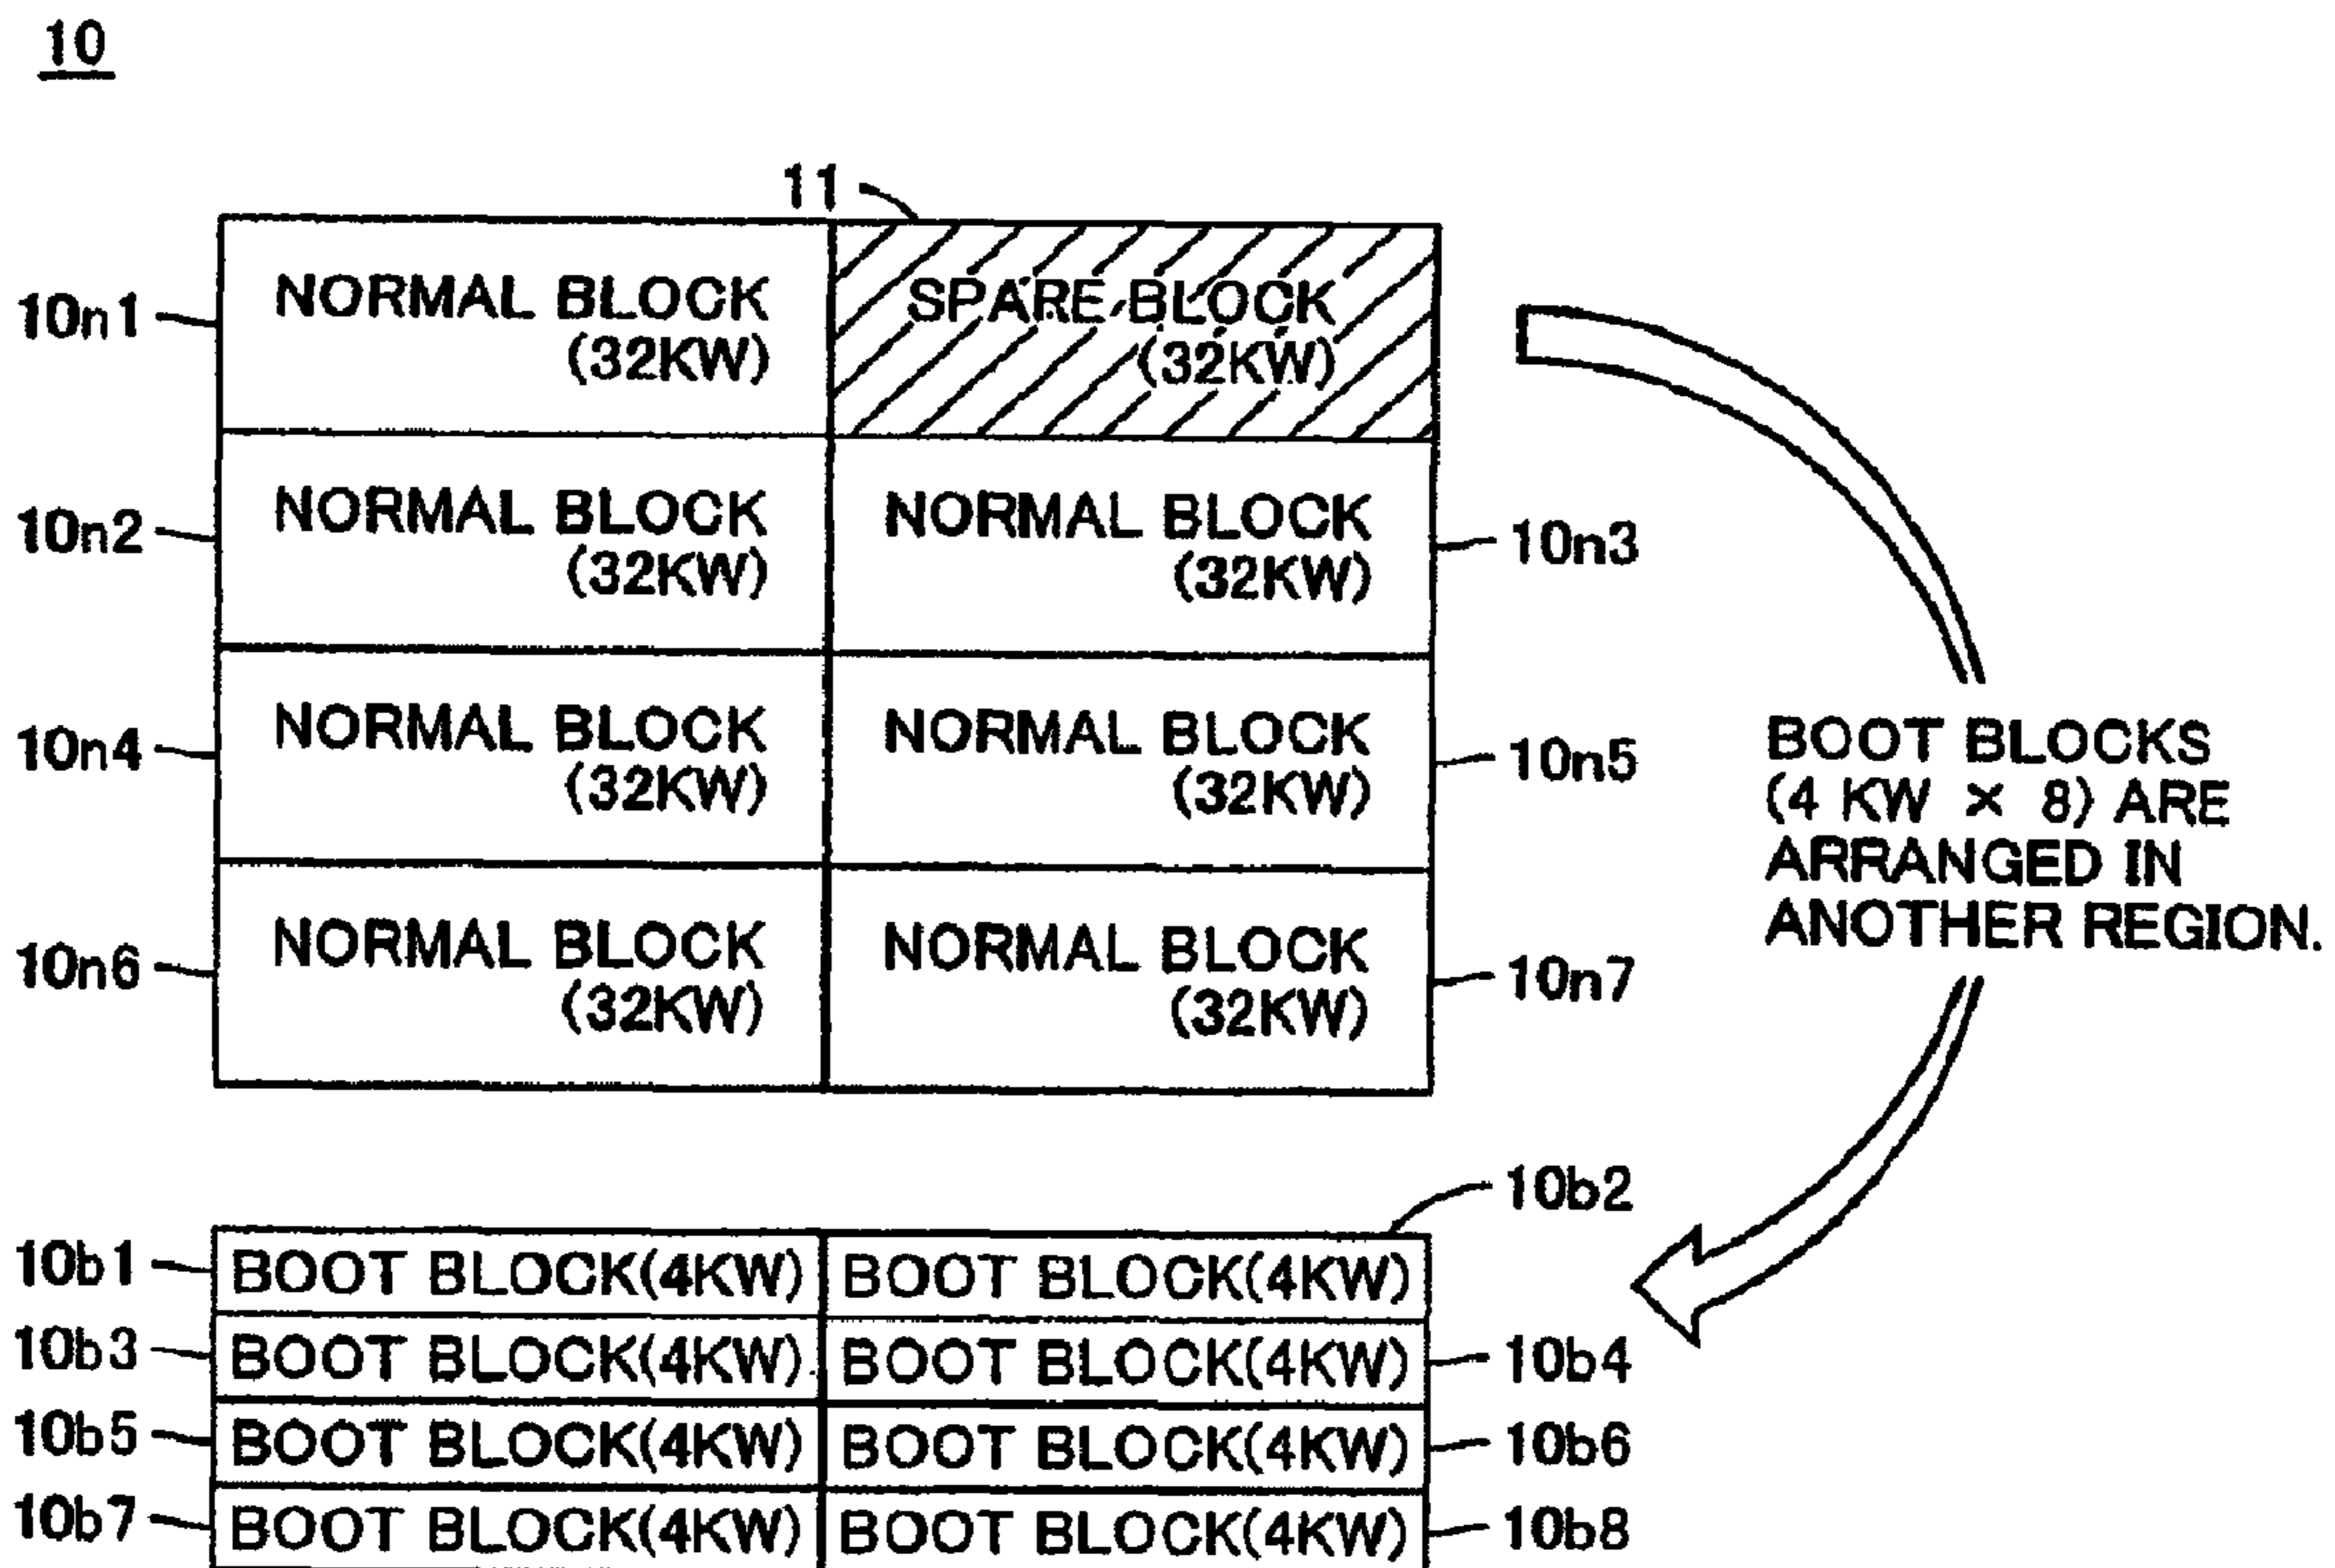 10
11
10n1
NORMAL BLOCK
(32KW)
SPARE BLOCK
(32KW)
10n2
NORMAL BLOCK
(32KW)
NORMAL BLOCK
(32KW)
10n3
10n4
NORMAL BLOCK
(32KW)
NORMAL BLOCK
(32KW)
10n5
10n6
NORMAL BLOCK
(32KW)
NORMAL BLOCK
(32KW)
10n7
BOOT BLOCKS
(4 KW × 8) ARE
ARRANGED IN
ANOTHER REGION.
10b2
10b1
BOOT BLOCK(4KW)
BOOT BLOCK(4KW)
10b3
BOOT BLOCK(4KW)
BOOT BLOCK(4KW)
10b4
10b5
BOOT BLOCK(4KW)
BOOT BLOCK(4KW)
10b6
10b7
BOOT BLOCK(4KW)
BOOT BLOCK(4KW)
10b8